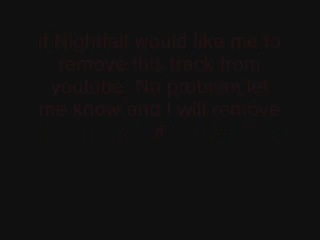 if Nightfall would like me to
remove this track from
youtube. No problem let
me know and I will remove
it